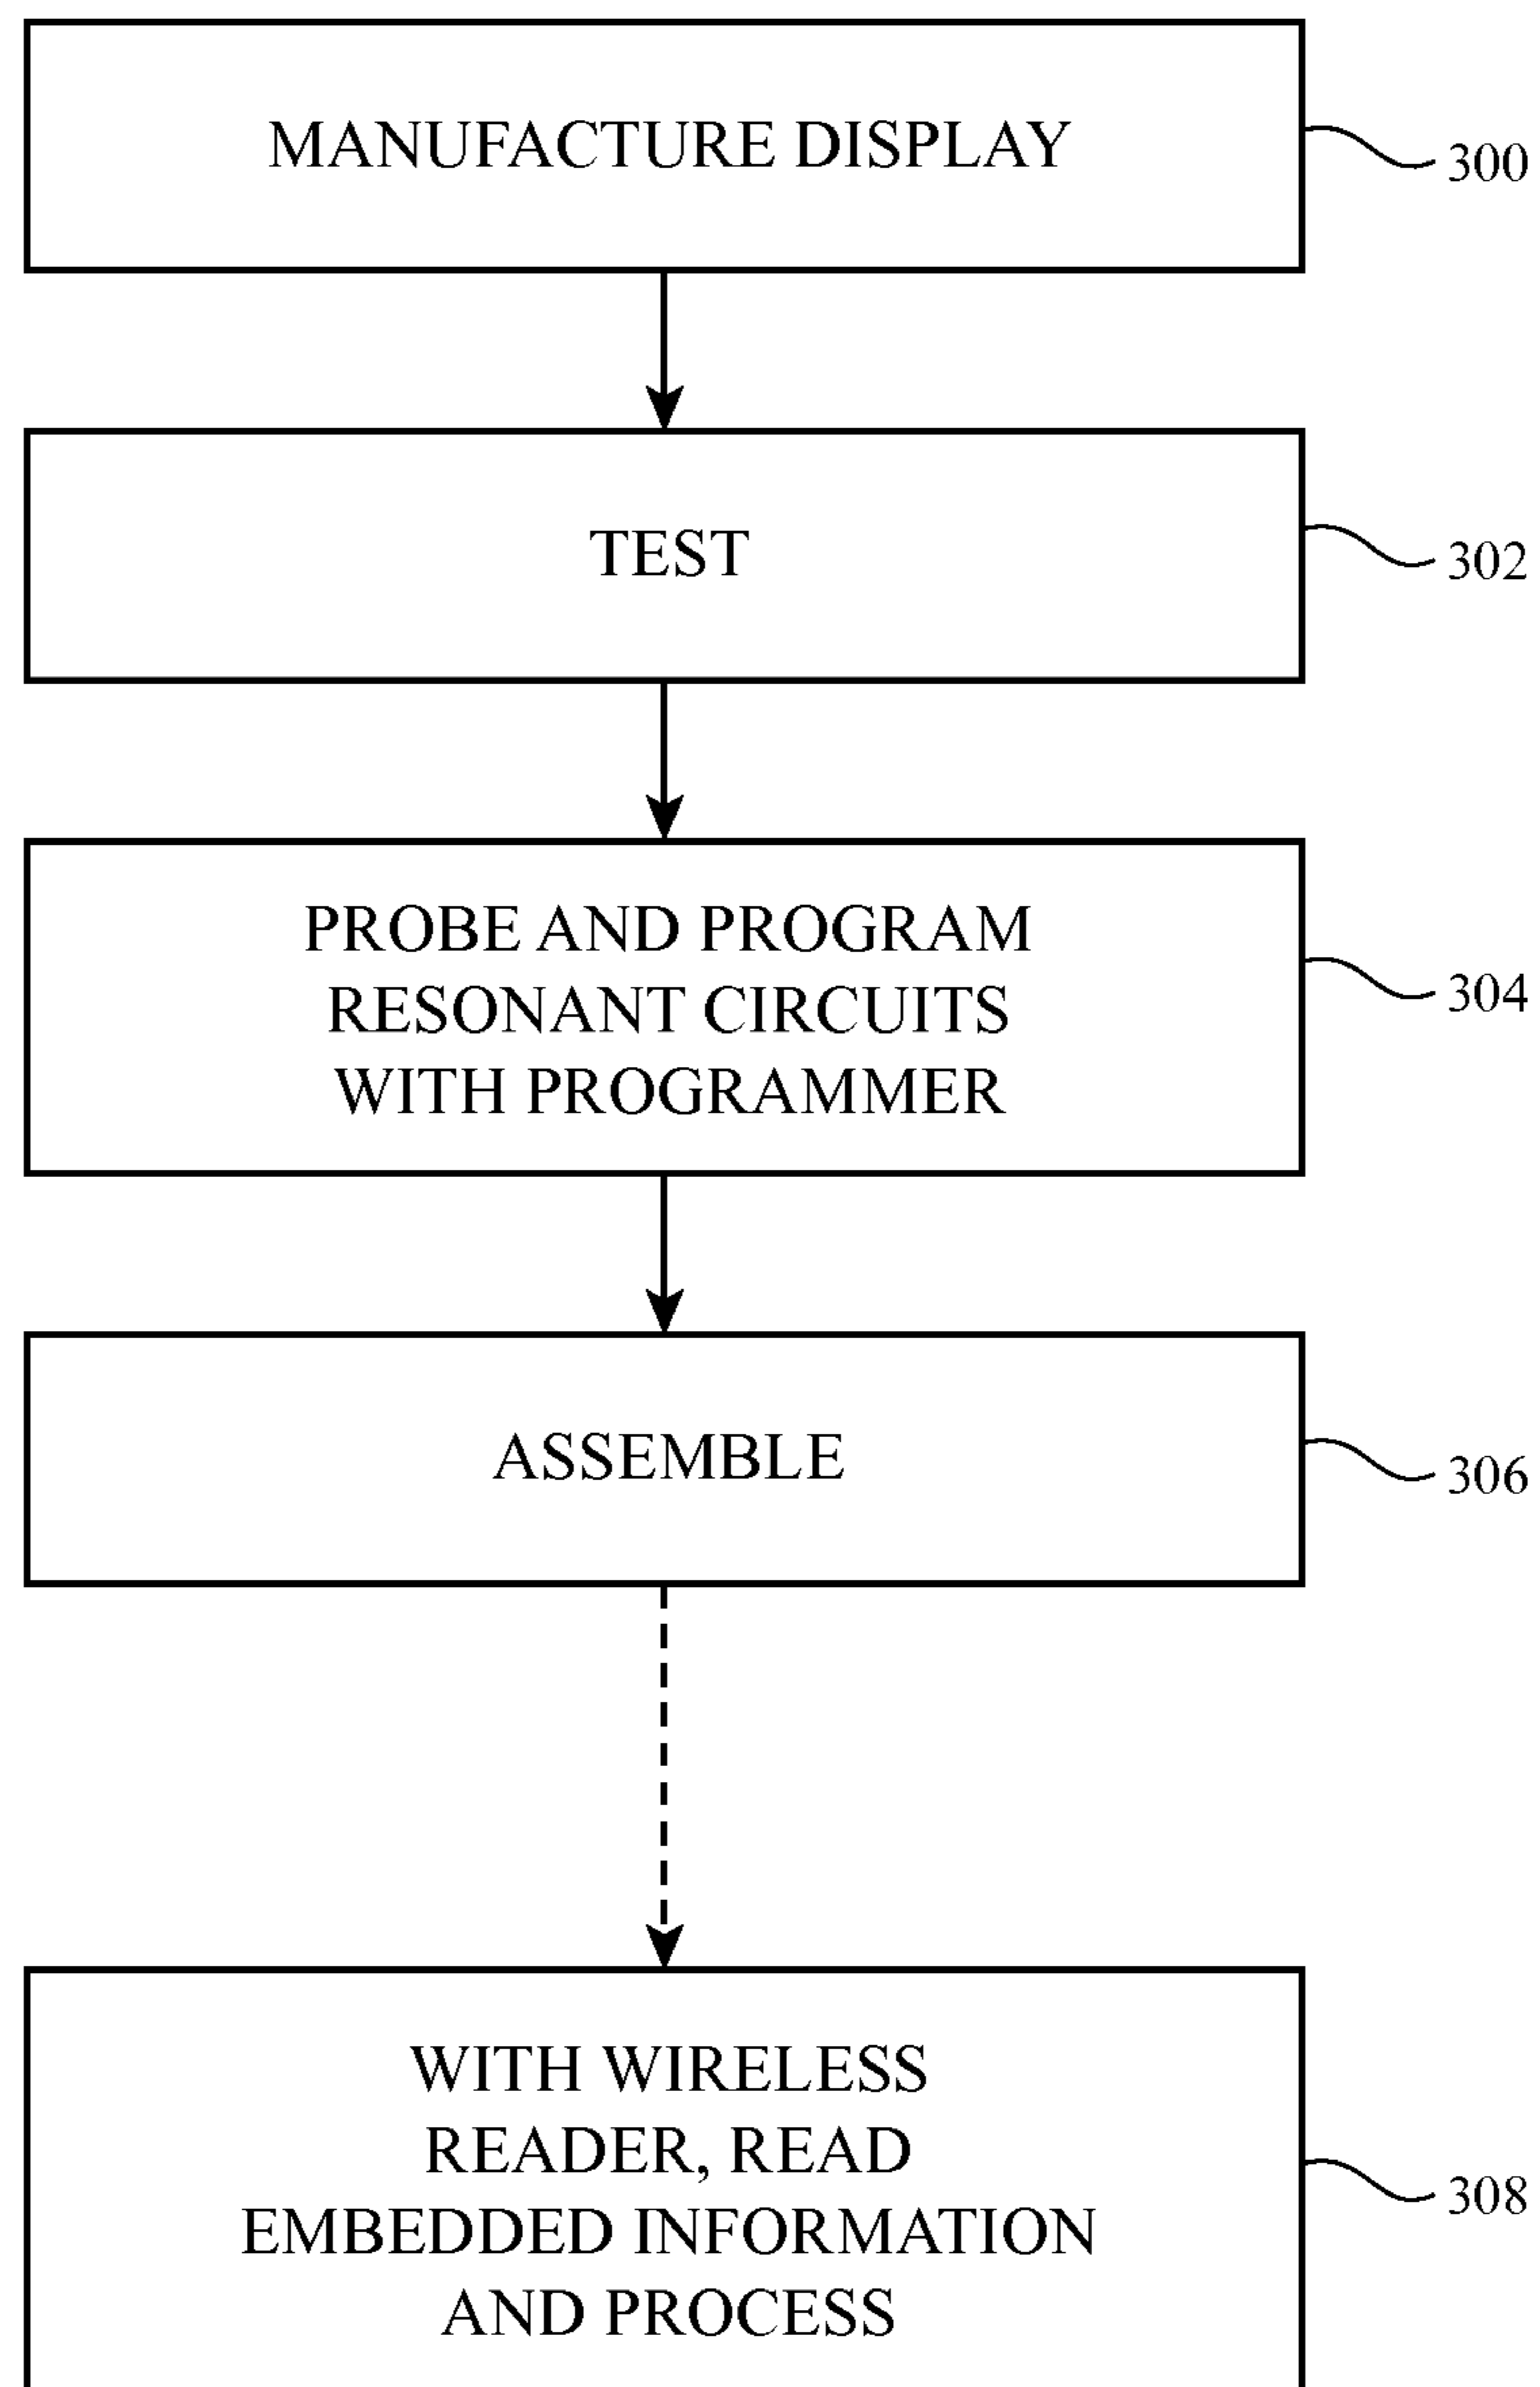 MANUFACTURE DISPLAY
300
TEST
302
PROBE AND PROGRAM
RESONANT CIRCUITS
WITH PROGRAMMER
304
ASSEMBLE
306
WITH WIRELESS
READER, READ
EMBEDDED INFORMATION
AND PROCESS
308